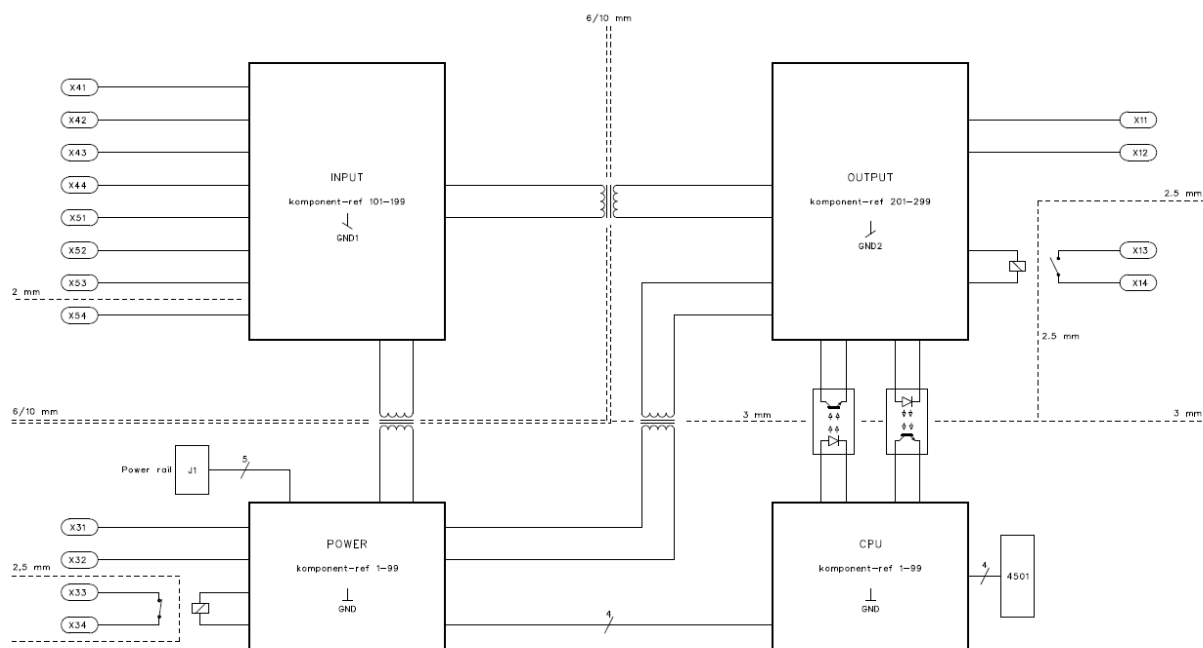 6/10 mm
X41
X42
X43
X44
X51
X52
X53
2 mm
X54
INPUT
komponent-ref 101-199
GND1
OUTPUT
komponent-ref 201-299
GND2
X11
X12
2.5 mm
X13
X14
2.5 mm
6/10 mm
3 mm
3 mm
Power rail
J1
5
X31
X32
2,5 mm
X33
X34
POWER
komponent-ref 1-99
GND
4
CPU
komponent-ref 1-99
GND
4
4501